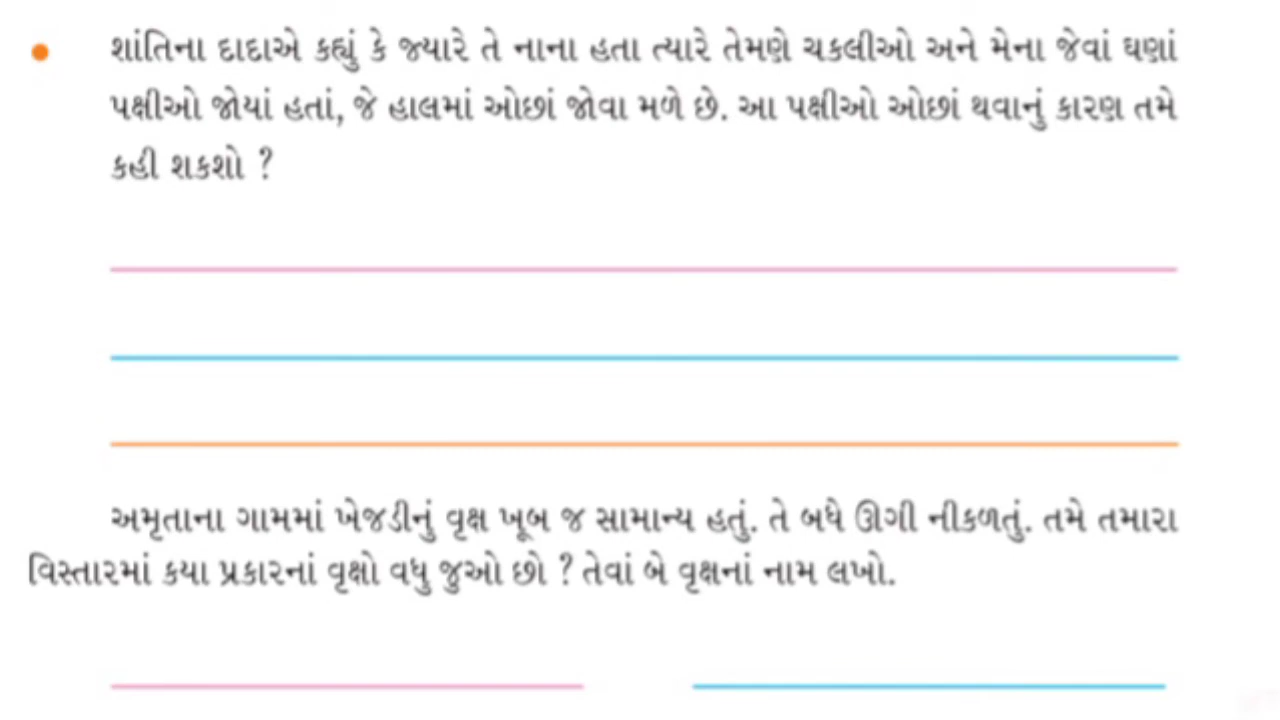 • શાંતિના દાદાએ કહ્યું કે જ્યારે તે નાના હતા ત્યારે તેમણે ચકલીઓ અને મેના જેવાં ઘણાં
પક્ષીઓ જોયાં હતાં, જે હાલમાં ઓછાં જોવા મળે છે. આ પક્ષીઓ ઓછાં થવાનું કારણ તમે
કહી શકશો ?
અમૃતાના ગામમાં ખેજડીનું વૃક્ષ ખૂબ જ સામાન્ય હતું. તે બધે ઊગી નીકળતું. તમે તમારા
વિસ્તારમાં કયા પ્રકારનાં વૃક્ષો વધુ જુઓ છો ? તેવાં બે વૃક્ષનાં નામ લખો.